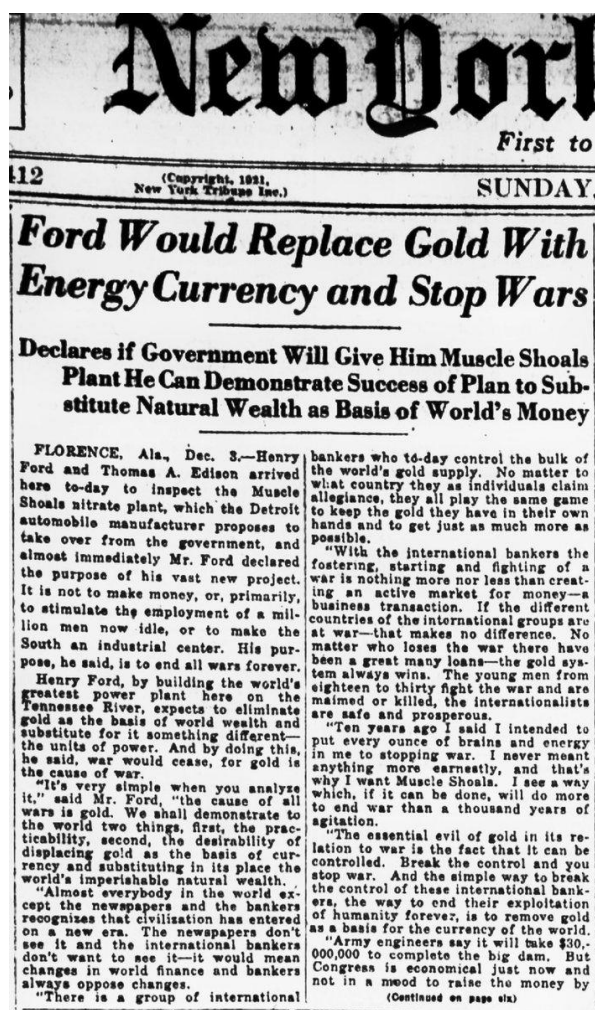 New Yorl
First to
412
(Copyright, 1921,
New York Tribune Inc.)
SUNDAY,
Ford Would Replace Gold With
Energy Currency and Stop Wars
Declares if Government Will Give Him Muscle Shoals
Plant He Can Demonstrate Success of Plan to Sub-
stitute Natural Wealth as Basis of World's Money
FLORENCE, Ala., Dec. 3.—Henry
Ford and Thomas A. Edison arrived
here to-day to inspect the Muscle
Shoals nitrate plant, which the Detroit
automobile manufacturer proposes to
take over from the government, and
almost immediately Mr. Ford declared
the purpose of his vast new project.
It is not to make money, or, primarily,
to stimulate the employment of a mil-
lion men now idle, or to make the
South an industrial center. His pur-
pose, he said, is to end all wars forever.
Henry Ford, by building the world's
greatest power plant here on the
Tennessee River, expects to eliminate
gold as the basis of world wealth and
substitute for it something different—
the units of power. And by doing this,
he said, war would cease, for gold is
the cause of war.
"It's very simple when you analyze
it," said Mr. Ford, "the cause of all
wars is gold. We shall demonstrate to
the world two things, first, the prac-
ticability, second, the desirability of
displacing gold as the basis of cur-
rency and substituting in its place the
world's imperishable natural wealth.
"Almost everybody in the world ex-
cept the newspapers and the bankers
recognizes that civilization has entered
on a new era. The newspapers don't
see it and the international bankers
don't want to see it—it would mean
changes in world finance and bankers
always oppose changes.
"There is a group of international
bankers who to-day control the bulk of
the world's gold supply. No matter to
what country they as individuals claim
allegiance, they all play the same game
to keep the gold they have in their own
hands and to get just as much more as
possible.
"With the international bankers the
fostering, starting and fighting of a
war is nothing more nor less than creat-
ing an active market for money—a
business transaction. If the different
countries of the international groups are
at war—that makes no difference. No
matter who loses the war there have
been a great many loans—the gold sys-
tem always wins. The young men from
eighteen to thirty fight the war and are
maimed or killed, the internationalists
are safe and prosperous.
"Ten years ago I said I intended to
put every ounce of brains and energy
in me to stopping war. I never meant
anything more earnestly, and that's
why I want Muscle Shoals. I see a way
which, if it can be done, will do more
to end war than a thousand years of
agitation.
"The essential evil of gold in its re-
lation to war is the fact that it can be
controlled. Break the control and you
stop war. And the simple way to break
the control of these international bank-
ers, the way to end their exploitation
of humanity forever, is to remove gold
as a basis for the currency of the world.
"Army engineers say it will take $30,-
000,000 to complete the big dam. But
Congress is economical just now and
not in a mood to raise the money by
(Continued on page six)